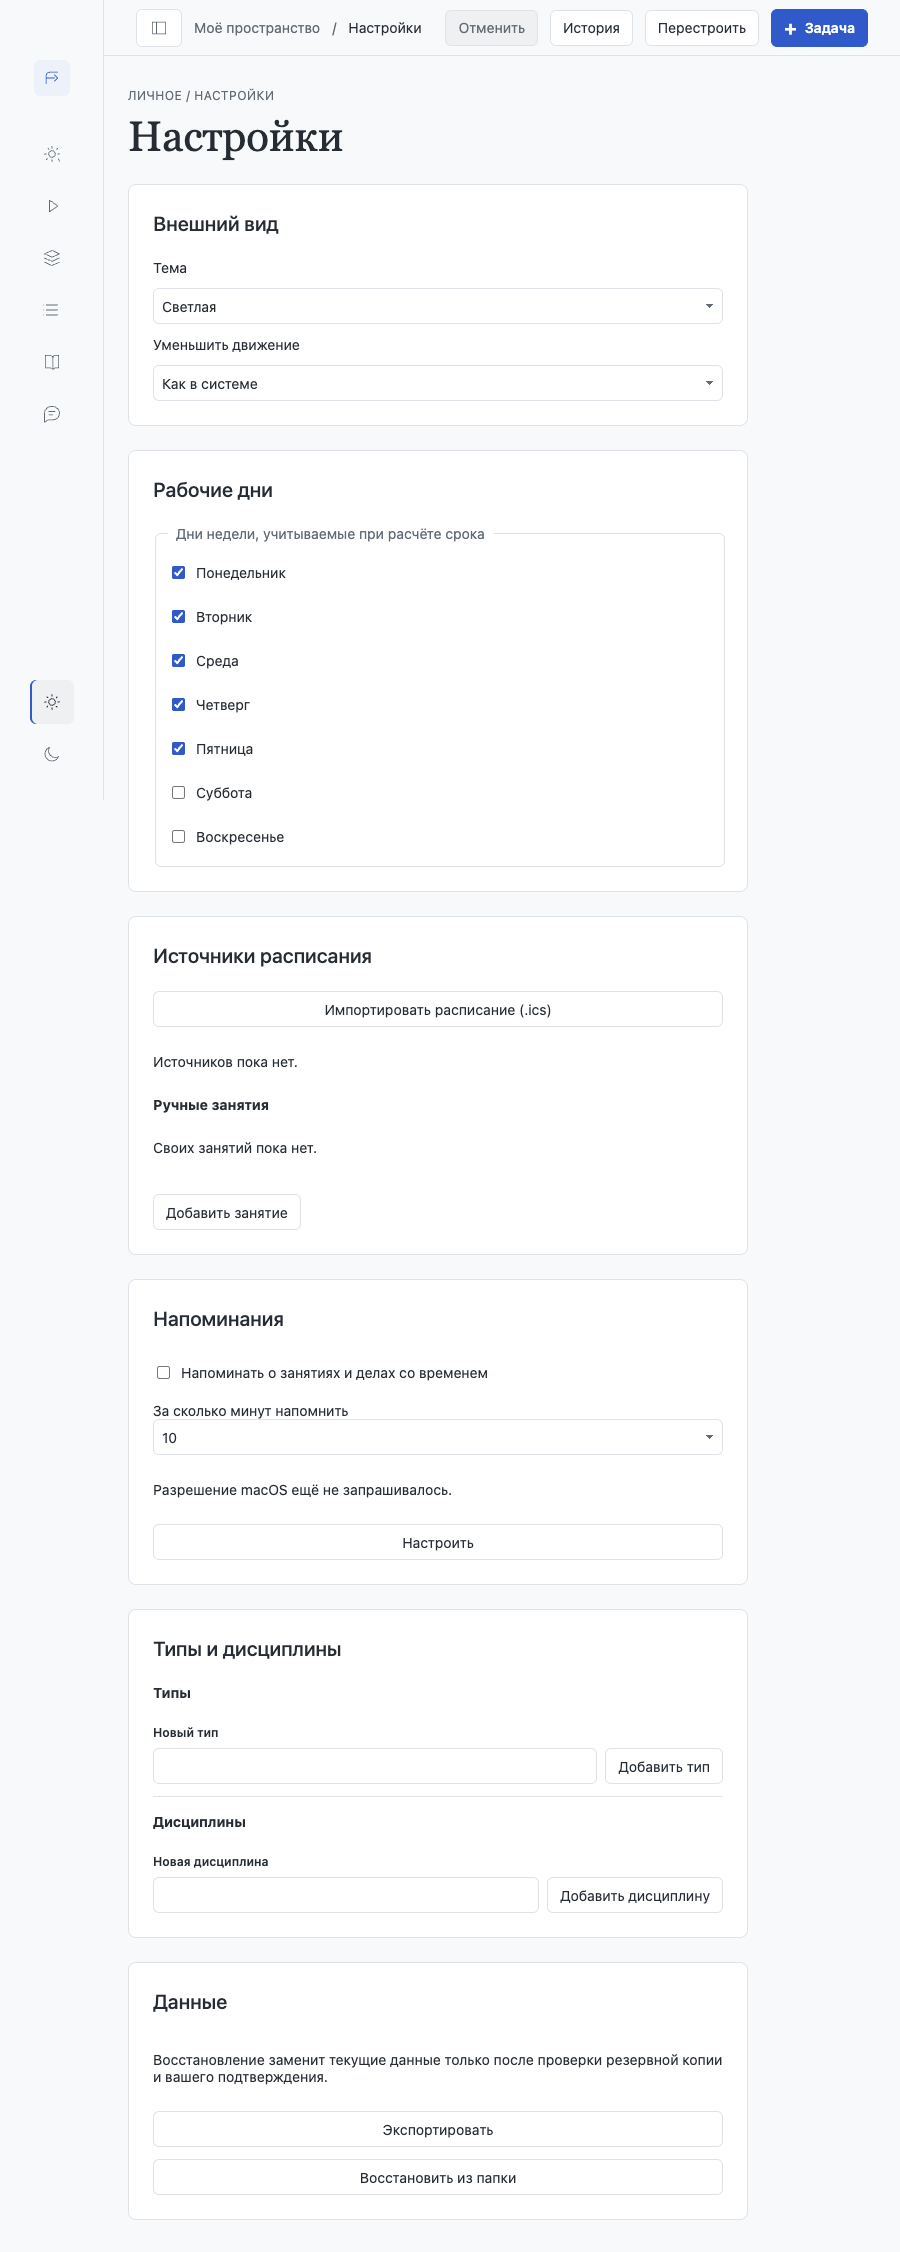 Моё пространство / Настройки
Отменить
История
Перестроить
+ Задача
ЛИЧНОЕ / НАСТРОЙКИ
Настройки
Внешний вид
Тема
Светлая
Уменьшить движение
Как в системе
Рабочие дни
Дни недели, учитываемые при расчёте срока
Понедельник
Вторник
Среда
Четверг
Пятница
Суббота
Воскресенье
Источники расписания
Импортировать расписание (.ics)
Источников пока нет.
Ручные занятия
Своих занятий пока нет.
Добавить занятие
Напоминания
Напоминать о занятиях и делах со временем
За сколько минут напомнить
10
Разрешение macOS ещё не запрашивалось.
Настроить
Типы и дисциплины
Типы
Новый тип
Добавить тип
Дисциплины
Новая дисциплина
Добавить дисциплину
Данные
Восстановление заменит текущие данные только после проверки резервной копии
и вашего подтверждения.
Экспортировать
Восстановить из папки